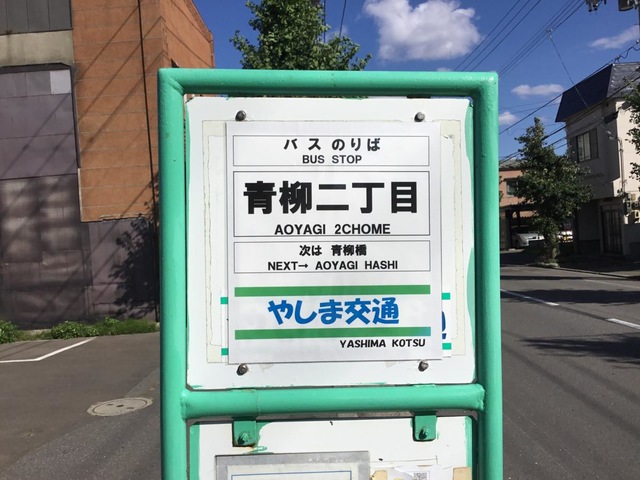 バスのりば
BUS STOP
青柳二丁目
AOYAGI 2CHOME
次は 青柳橋
NEXT→ AOYAGI HASHI
やしま交通
YASHIMA KOTSU